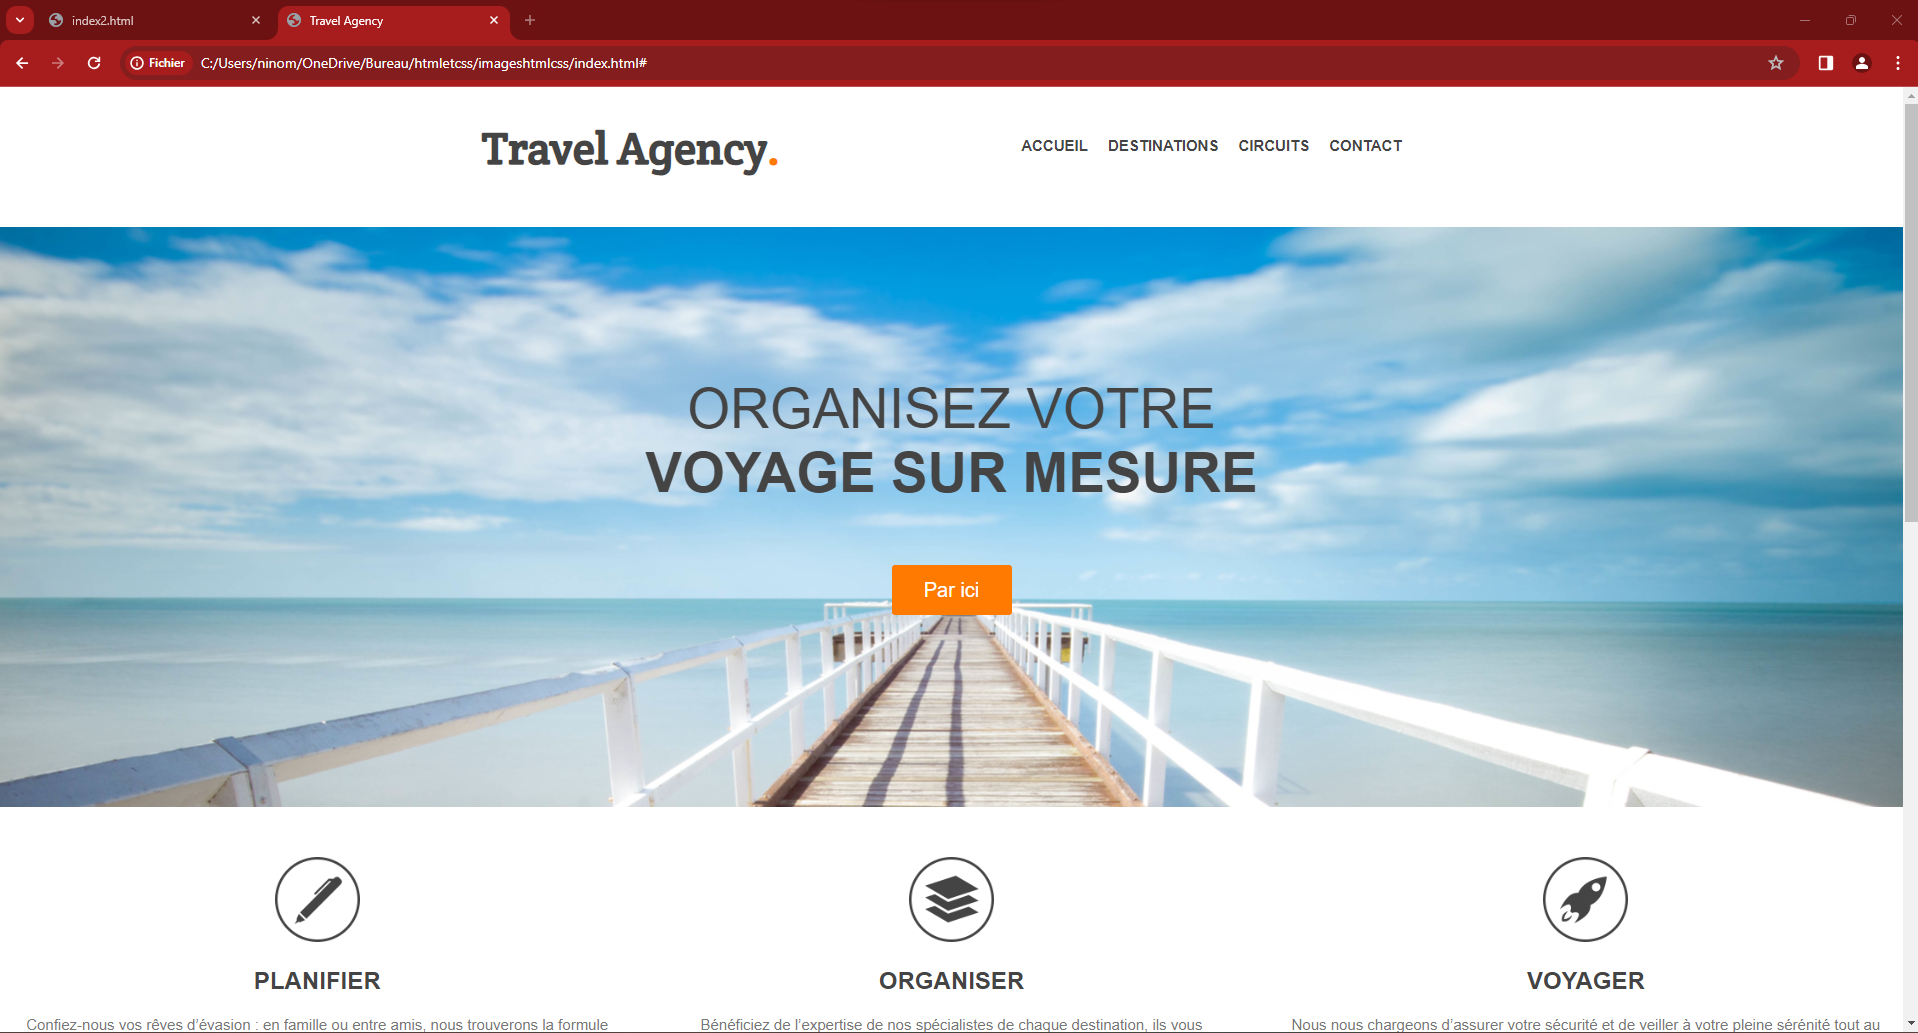 index2.html
Travel Agency
Fichier
C:/Users/ninom/OneDrive/Bureau/htmletcss/imageshtmlcss/index.html#
Travel Agency.
ACCUEIL DESTINATIONS CIRCUITS CONTACT
ORGANISEZ VOTRE
VOYAGE SUR MESURE
Par ici
PLANIFIER
Confiez-nous vos rêves d’évasion : en famille ou entre amis, nous trouverons la formule
ORGANISER
Bénéficiez de l’expertise de nos spécialistes de chaque destination, ils vous
VOYAGER
Nous nous chargeons d’assurer votre sécurité et de veiller à votre pleine sérénité tout au